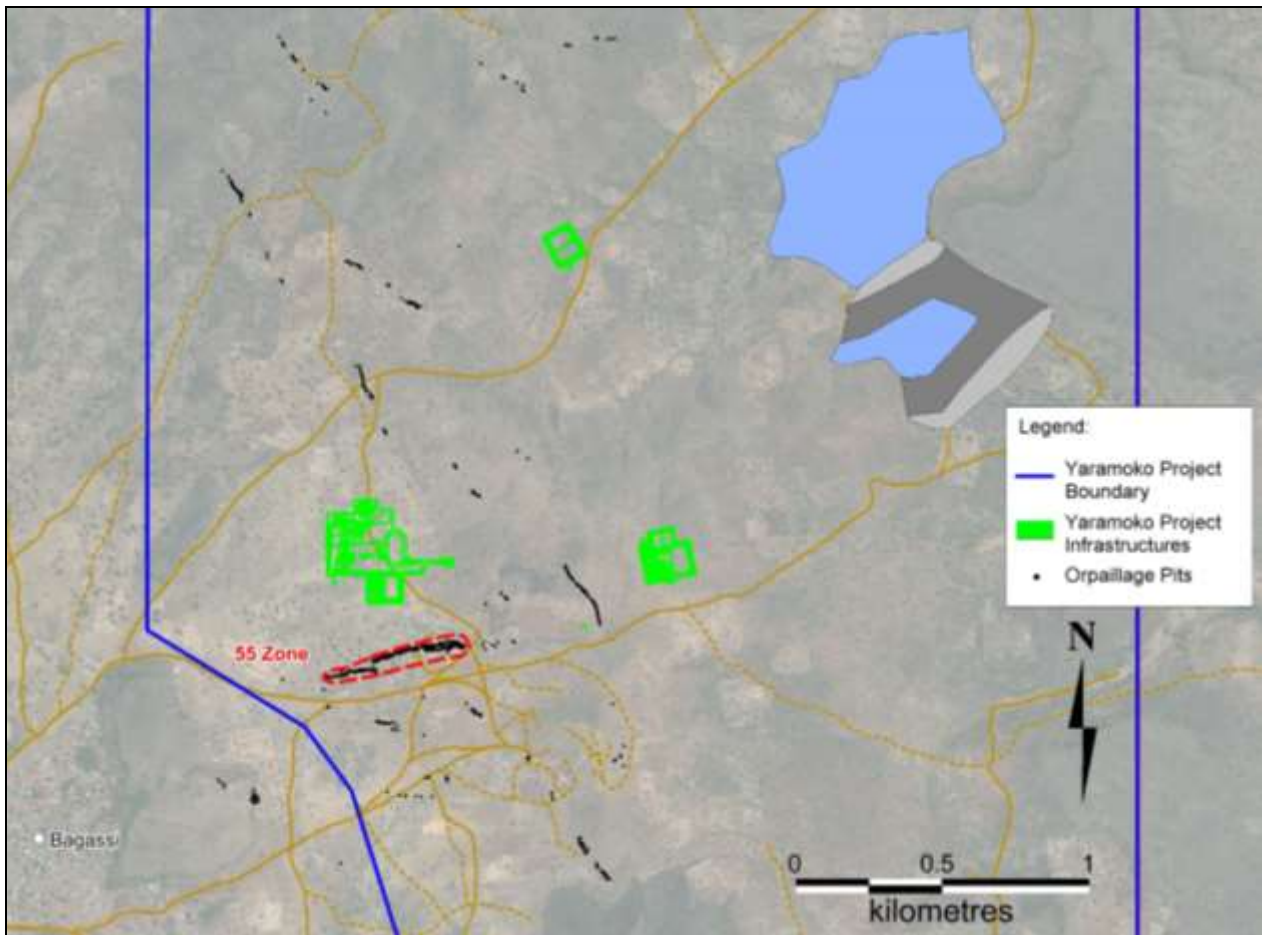 Legend:
Yaramoko Project
Boundary
Yaramoko Project
Infrastructures
Orpaillage Pits
55 Zone
N
Bagassi
0 0.5 1
kilometres